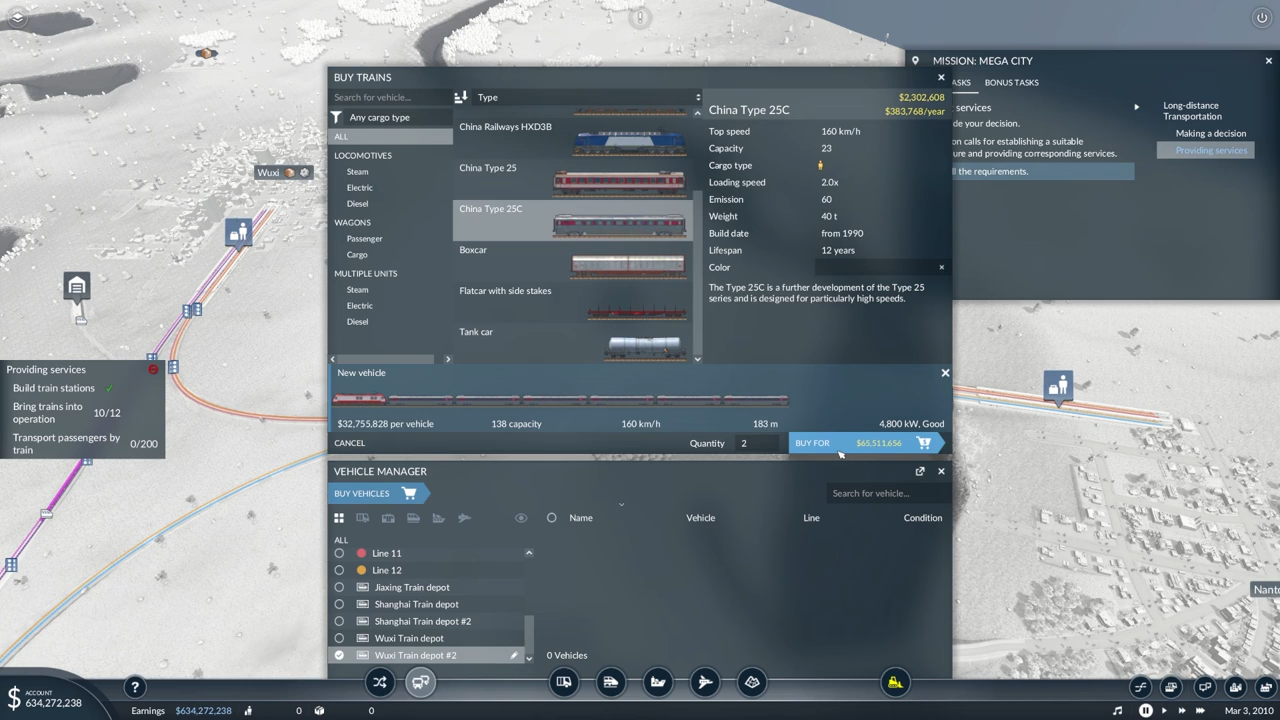 BUY TRAINS
Search for vehicle...
Type
Any cargo type
ALL
LOCOMOTIVES
Steam
Electric
Diesel
WAGONS
Passenger
Cargo
MULTIPLE UNITS
Steam
Electric
Diesel
China Railways HXD3B
China Type 25
China Type 25C
Boxcar
Flatcar with side stakes
Tank car
$2,302,608
China Type 25C
$383,768/year
Top speed 160 km/h
Capacity 23
Cargo type
Loading speed 2.0x
Emission 60
Weight 40 t
Build date from 1990
Lifespan 12 years
Color
The Type 25C is a further development of the Type 25
series and is designed for particularly high speeds.
New vehicle
$32,755,828 per vehicle 138 capacity 160 km/h 183 m 4,800 kW, Good
CANCEL Quantity 2 BUY FOR $65,511,656
MISSION: MEGA CITY
ASKS BONUS TASKS
services
de your decision.
on calls for establishing a suitable
ure and providing corresponding services.
ll the requirements.
Long-distance
Transportation
Making a decision
Providing services
Wuxi
Providing services
Build train stations
Bring trains into
operation 10/12
Transport passengers by
train 0/200
Nanto
VEHICLE MANAGER
BUY VEHICLES
Search for vehicle...
Name Vehicle Line Condition
ALL
Line 11
Line 12
Jiaxing Train depot
Shanghai Train depot
Shanghai Train depot #2
Wuxi Train depot
Wuxi Train depot #2
0 Vehicles
$ ACCOUNT
634,272,238
?
Earnings $634,272,238 0 0
Mar 3, 2010